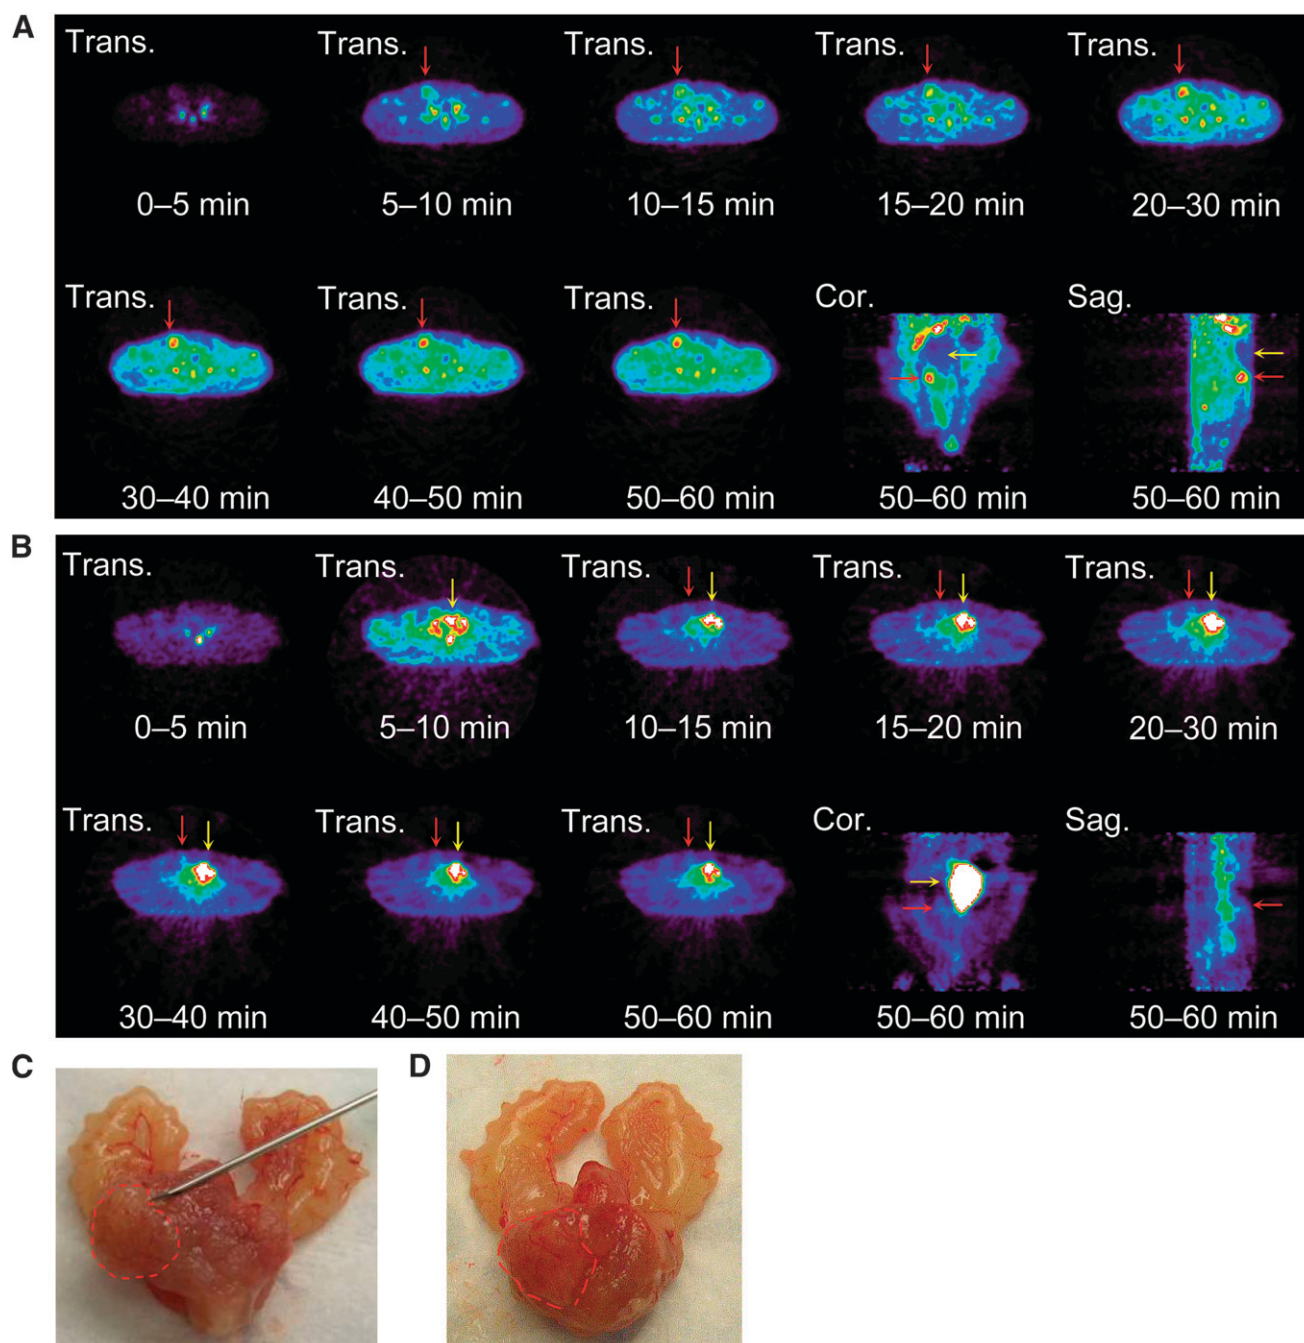 A
Trans. Trans. Trans. Trans. Trans.
0–5 min 5–10 min 10–15 min 15–20 min 20–30 min
Trans. Trans. Trans. Cor. Sag.
30–40 min 40–50 min 50–60 min 50–60 min 50–60 min
B
Trans. Trans. Trans. Trans. Trans.
0–5 min 5–10 min 10–15 min 15–20 min 20–30 min
Trans. Trans. Trans. Cor. Sag.
30–40 min 40–50 min 50–60 min 50–60 min 50–60 min
C D